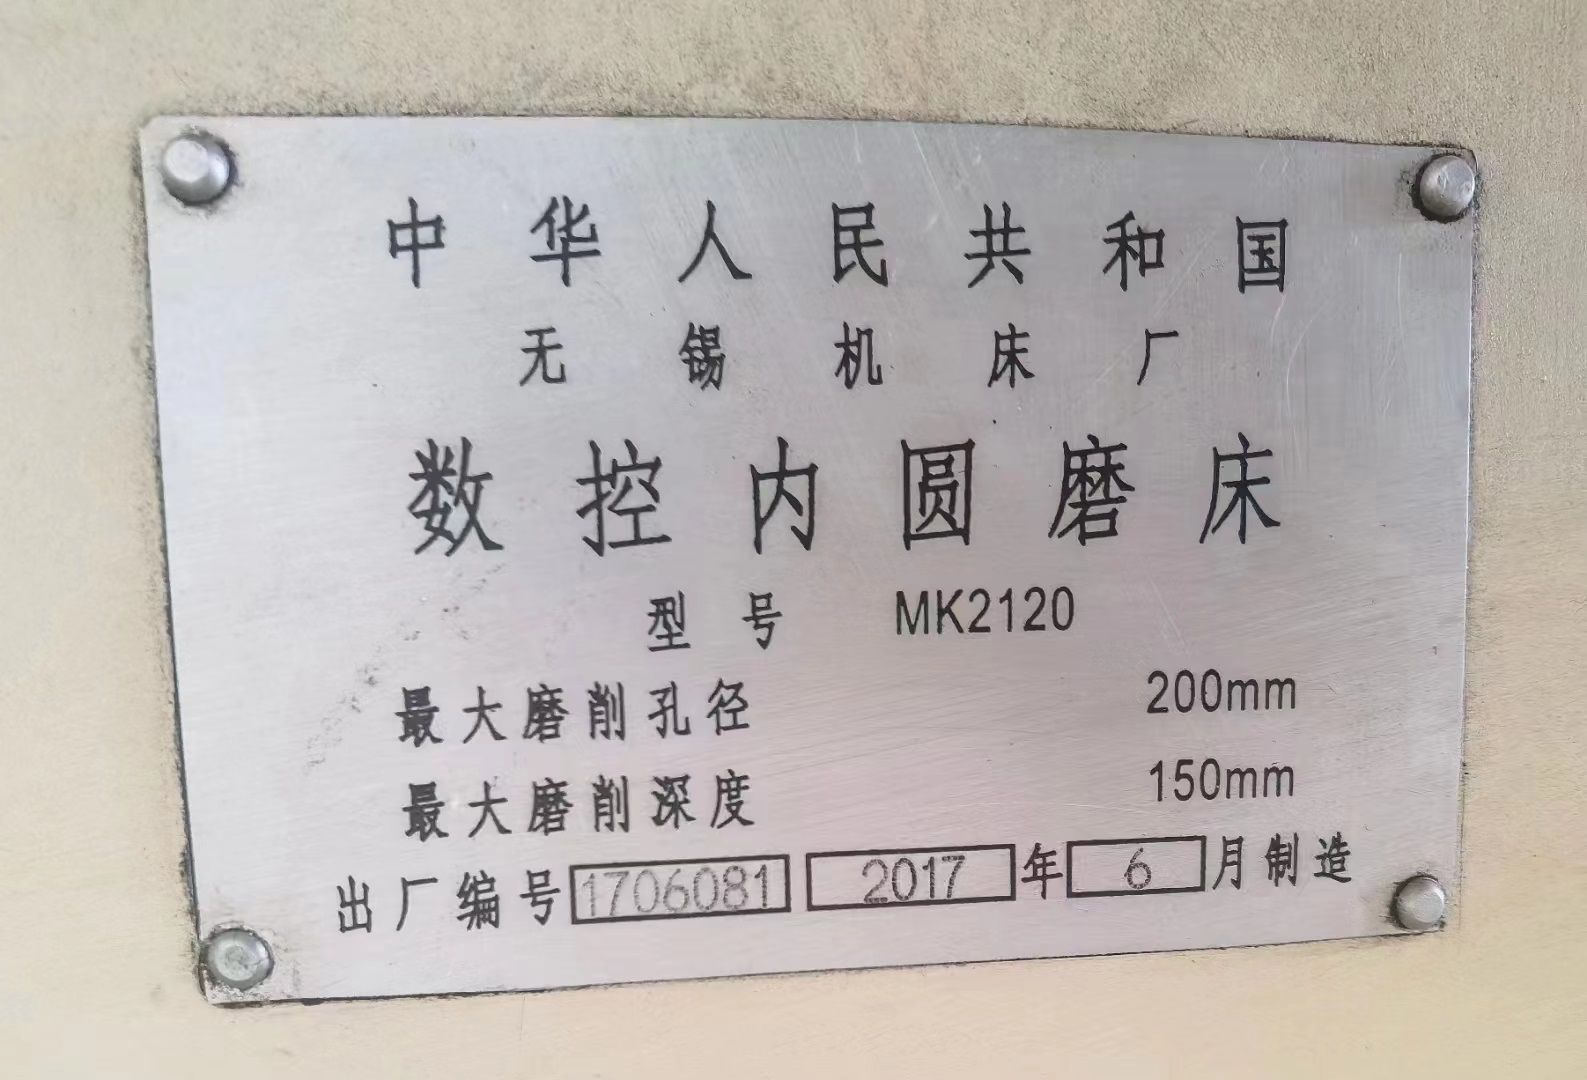 中华人民共和国
无锡机床厂
数控内圆磨床
型号 MK2120
最大磨削孔径 200mm
最大磨削深度 150mm
出厂编号 1706081 2017 年 6 月制造